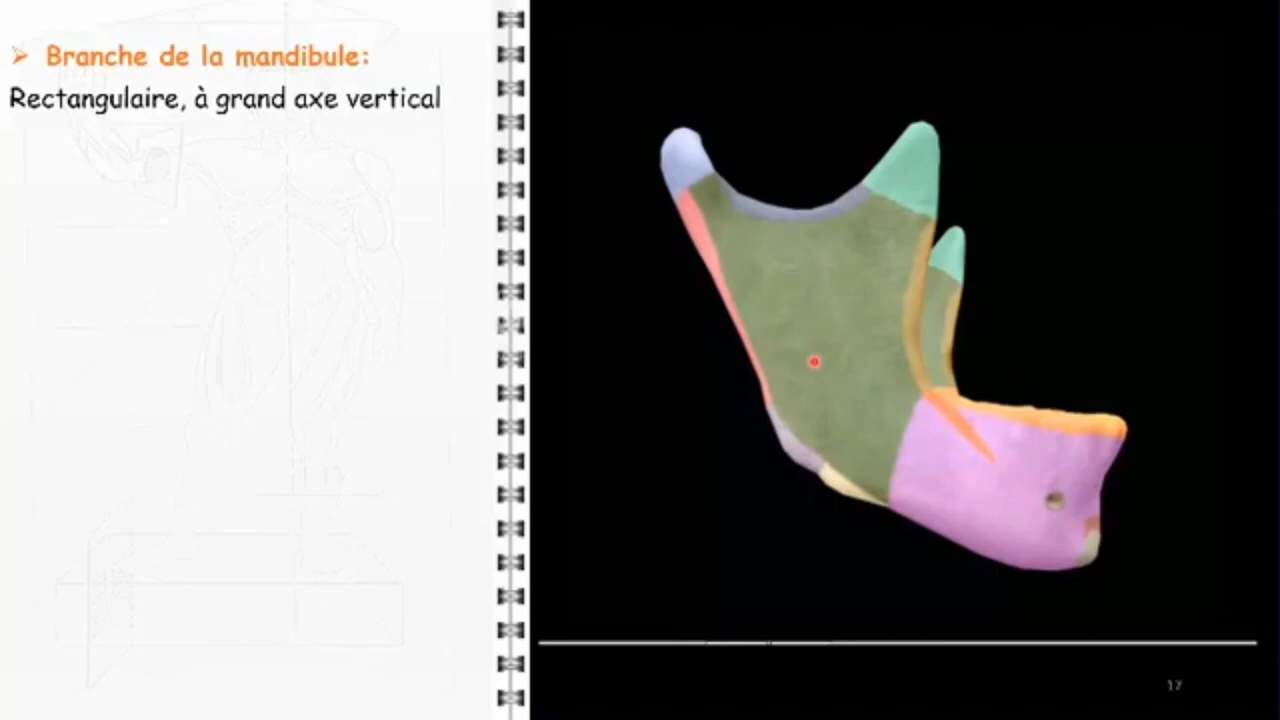 ➢ Branche de la mandibule:
Rectangulaire, à grand axe vertical
17